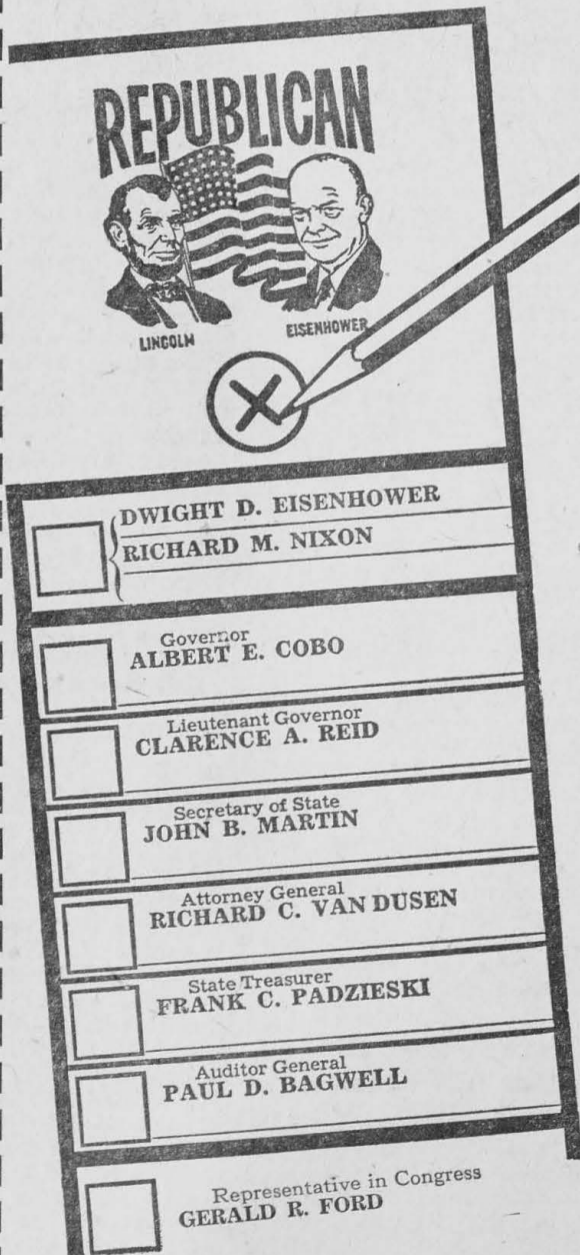 REPUBLICAN
LINCOLN
EISENHOWER
X
DWIGHT D. EISENHOWER
RICHARD M. NIXON
Governor
ALBERT E. COBO
Lieutenant Governor
CLARENCE A. REID
Secretary of State
JOHN B. MARTIN
Attorney General
RICHARD C. VAN DUSEN
State Treasurer
FRANK C. PADZIESKI
Auditor General
PAUL D. BAGWELL
Representative in Congress
GERALD R. FORD